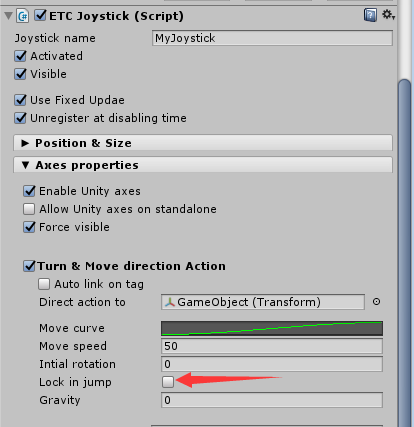 ETC Joystick (Script)
Joystick name MyJoystick
Activated
Visible
Use Fixed Updae
Unregister at disabling time
Position & Size
Axes properties
Enable Unity axes
Allow Unity axes on standalone
Force visible
Turn & Move direction Action
Auto link on tag
Direct action to GameObject (Transform)
Move curve
Move speed 50
Intial rotation 0
Lock in jump
Gravity 0